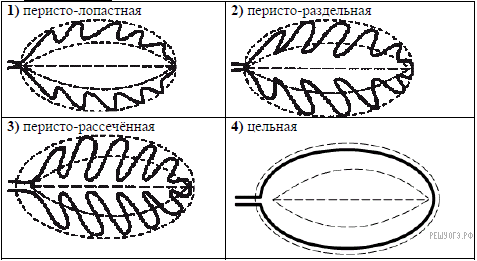 1) перисто-лопастная
2) перисто-раздельная
3) перисто-рассечённая
4) цельная
РЕШУОГЭ.РФ